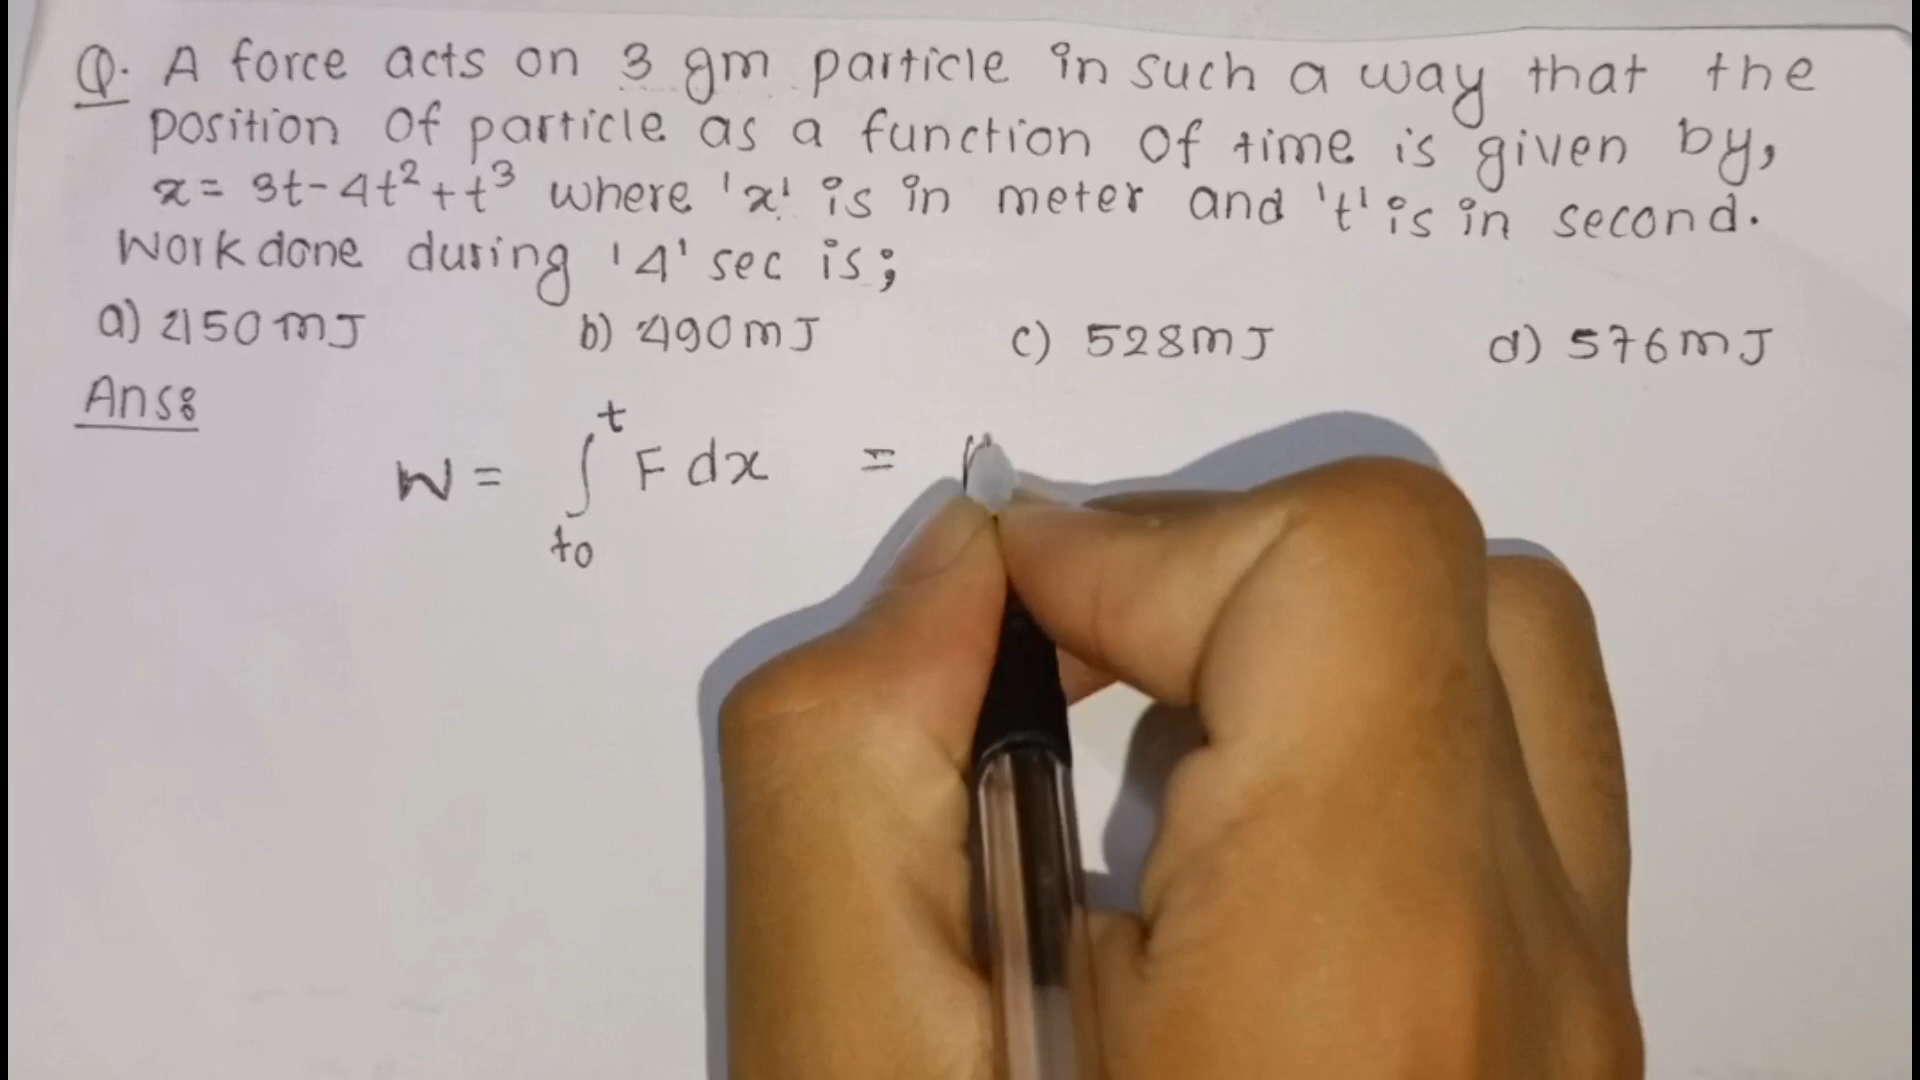 Q. A force acts on 3 gm particle in such a way that the
position of particle as a function of time is given by,
x = 3t - 4t² + t³ where 'x' is in meter and 't' is in second.
Work done during '4' sec is;
a) 450 mJ b) 490 mJ c) 528 mJ d) 576 mJ
Ans:
W = ∫ₜ₀ᵗ F dx =